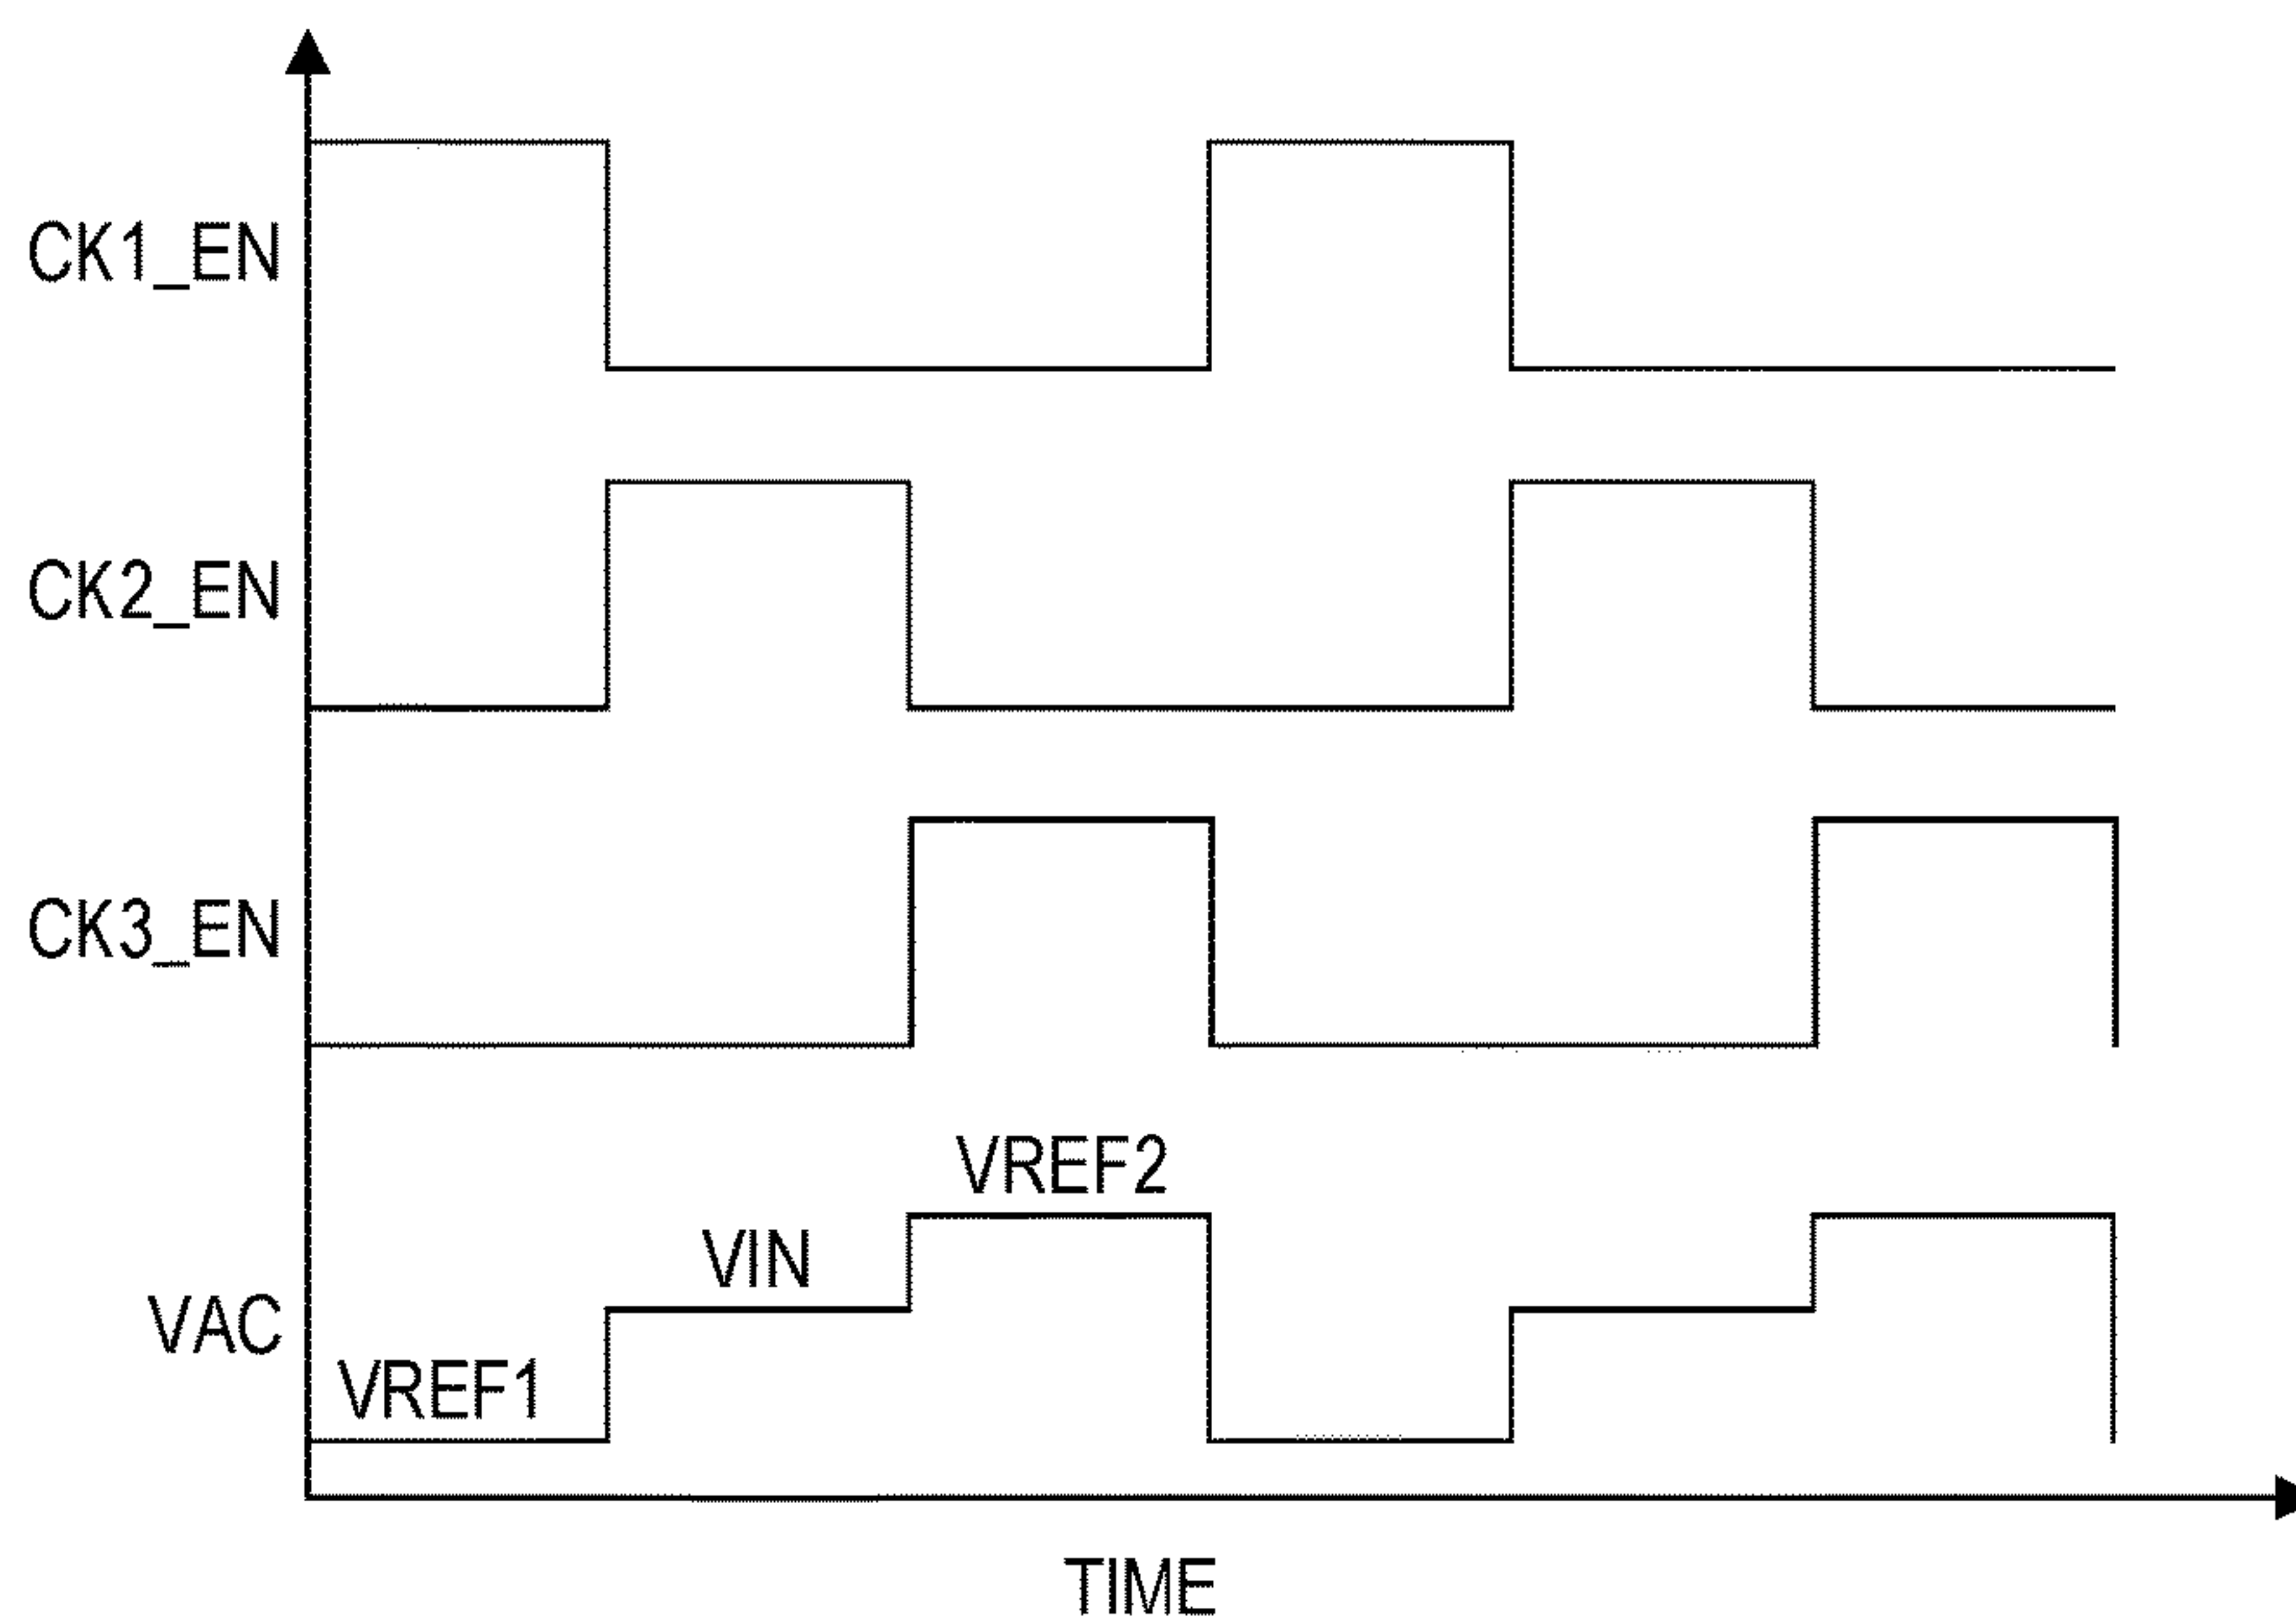 CK1_EN
CK2_EN
CK3_EN
VREF2
VIN
VAC
VREF1
TIME